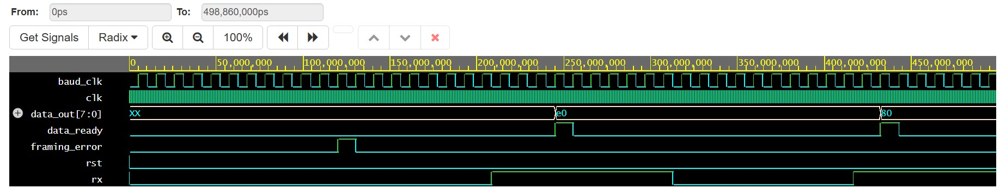 From: 0ps To: 498,860,000ps
Get Signals Radix 100%
0 50,000,000 100,000,000 150,000,000 200,000,000 250,000,000 300,000,000 350,000,000 400,000,000 450,000,000
baud_clk
clk
data_out[7:0] XX e0 80
data_ready
framing_error
rst
rx